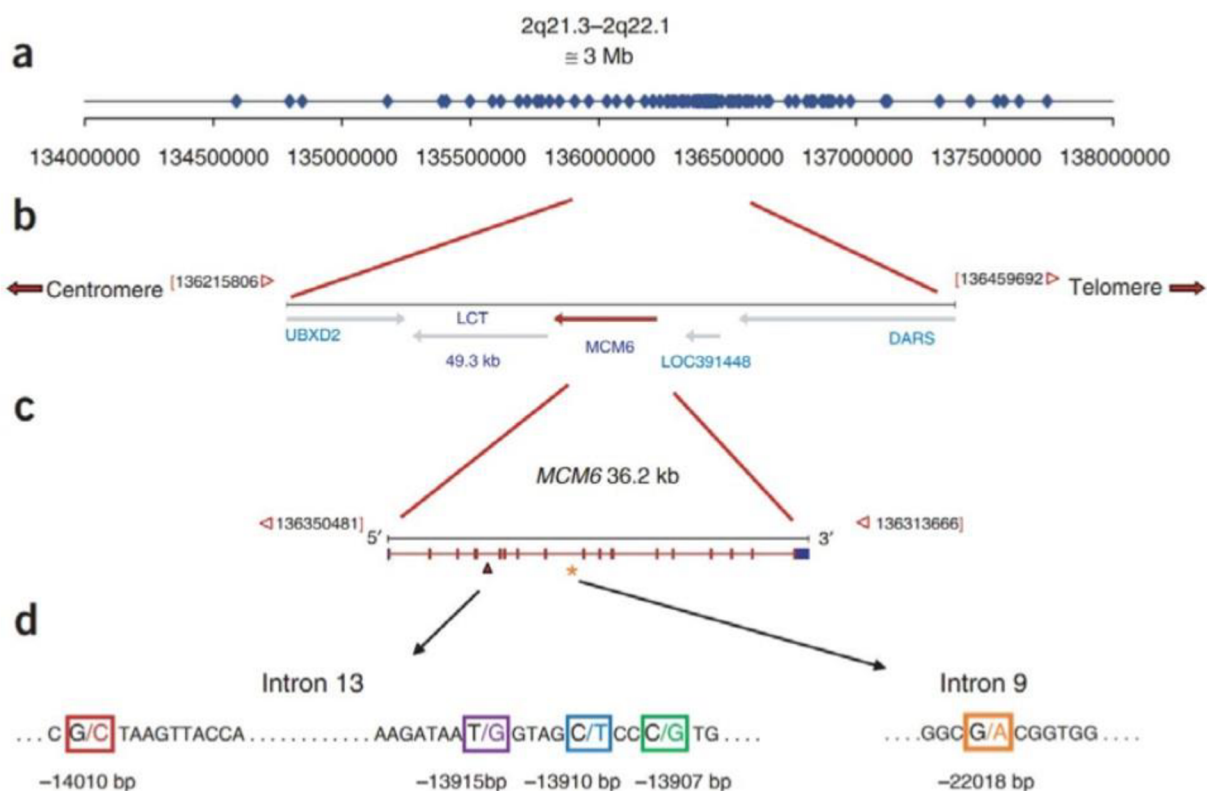 2q21.3–2q22.1
≅ 3 Mb
a
134000000 134500000 135000000 135500000 136000000 136500000 137000000 137500000 138000000
b
Centromere [136215806 136459692 Telomere
UBXD2 LCT MCM6 DARS
49.3 kb LOC391448
c
MCM6 36.2 kb
136350481] 5′ 3′ 136313666]
*
d
Intron 13 Intron 9
...C G/C TAAGTTACCA............AAGATAA T/G GTAG C/T CC C/G TG.... ....GGC G/A CGGTGG....
–14010 bp –13915bp –13910 bp –13907 bp –22018 bp